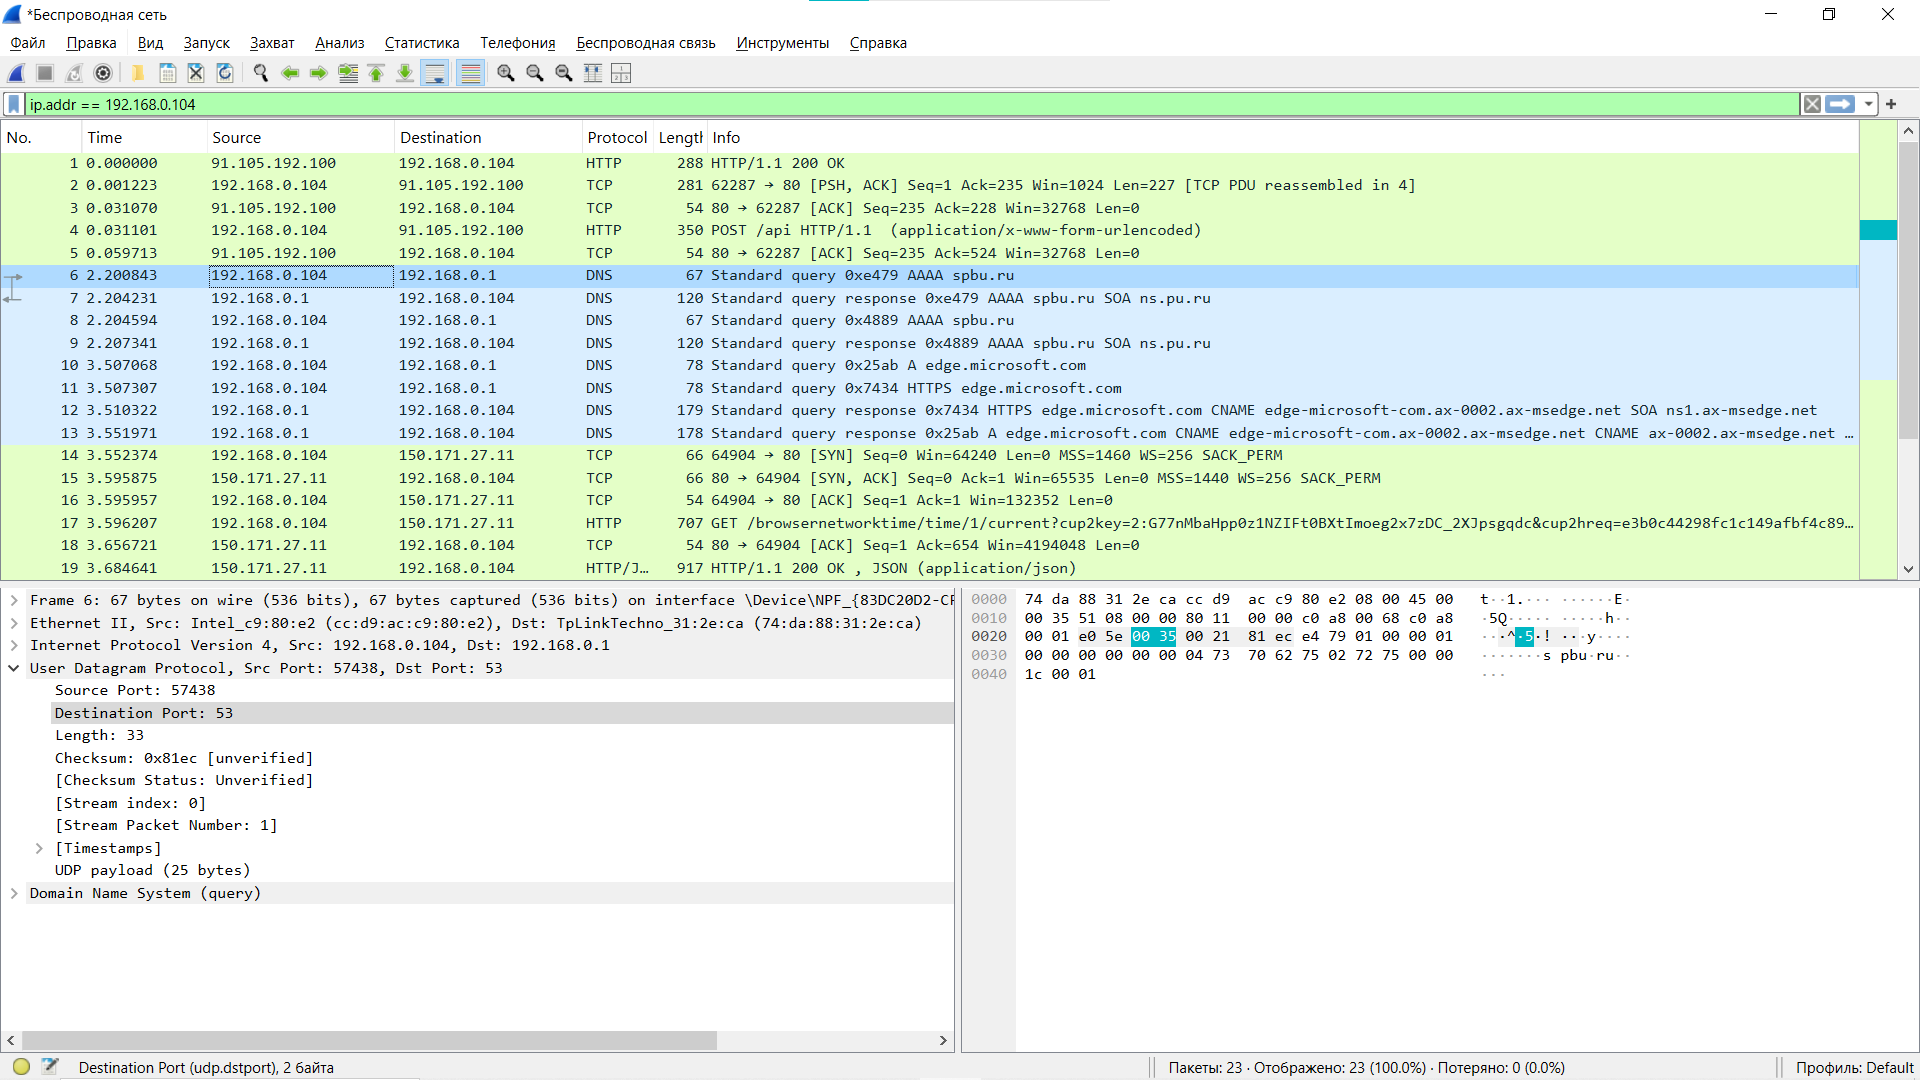 *Беспроводная сеть
Файл Правка Вид Запуск Захват Анализ Статистика Телефония Беспроводная связь Инструменты Справка
ip.addr == 192.168.0.104
No. Time Source Destination Protocol Length Info
1 0.000000 91.105.192.100 192.168.0.104 HTTP 288 HTTP/1.1 200 OK
2 0.001223 192.168.0.104 91.105.192.100 TCP 281 62287 → 80 [PSH, ACK] Seq=1 Ack=235 Win=1024 Len=227 [TCP PDU reassembled in 4]
3 0.031070 91.105.192.100 192.168.0.104 TCP 54 80 → 62287 [ACK] Seq=235 Ack=228 Win=32768 Len=0
4 0.031101 192.168.0.104 91.105.192.100 HTTP 350 POST /api HTTP/1.1 (application/x-www-form-urlencoded)
5 0.059713 91.105.192.100 192.168.0.104 TCP 54 80 → 62287 [ACK] Seq=235 Ack=524 Win=32768 Len=0
6 2.200843 192.168.0.104 192.168.0.1 DNS 67 Standard query 0xe479 AAAA spbu.ru
7 2.204231 192.168.0.1 192.168.0.104 DNS 120 Standard query response 0xe479 AAAA spbu.ru SOA ns.pu.ru
8 2.204594 192.168.0.104 192.168.0.1 DNS 67 Standard query 0x4889 AAAA spbu.ru
9 2.207341 192.168.0.1 192.168.0.104 DNS 120 Standard query response 0x4889 AAAA spbu.ru SOA ns.pu.ru
10 3.507068 192.168.0.104 192.168.0.1 DNS 78 Standard query 0x25ab A edge.microsoft.com
11 3.507307 192.168.0.104 192.168.0.1 DNS 78 Standard query 0x7434 HTTPS edge.microsoft.com
12 3.510322 192.168.0.1 192.168.0.104 DNS 179 Standard query response 0x7434 HTTPS edge.microsoft.com CNAME edge-microsoft-com.ax-0002.ax-msedge.net SOA ns1.ax-msedge.net
13 3.551971 192.168.0.1 192.168.0.104 DNS 178 Standard query response 0x25ab A edge.microsoft.com CNAME edge-microsoft-com.ax-0002.ax-msedge.net CNAME ax-0002.ax-msedge.net …
14 3.552374 192.168.0.104 150.171.27.11 TCP 66 64904 → 80 [SYN] Seq=0 Win=64240 Len=0 MSS=1460 WS=256 SACK_PERM
15 3.595875 150.171.27.11 192.168.0.104 TCP 66 80 → 64904 [SYN, ACK] Seq=0 Ack=1 Win=65535 Len=0 MSS=1440 WS=256 SACK_PERM
16 3.595957 192.168.0.104 150.171.27.11 TCP 54 64904 → 80 [ACK] Seq=1 Ack=1 Win=132352 Len=0
17 3.596207 192.168.0.104 150.171.27.11 HTTP 707 GET /browsernetworktime/time/1/current?cup2key=2:G77nMbaHpp0z1NZIFt0BXtImoeg2x7zDC_2XJpsgqdc&cup2hreq=e3b0c44298fc1c149afbf4c89…
18 3.656721 150.171.27.11 192.168.0.104 TCP 54 80 → 64904 [ACK] Seq=1 Ack=654 Win=4194048 Len=0
19 3.684641 150.171.27.11 192.168.0.104 HTTP/J… 917 HTTP/1.1 200 OK , JSON (application/json)
Frame 6: 67 bytes on wire (536 bits), 67 bytes captured (536 bits) on interface \Device\NPF_{83DC20D2-CF
Ethernet II, Src: Intel_c9:80:e2 (cc:d9:ac:c9:80:e2), Dst: TpLinkTechno_31:2e:ca (74:da:88:31:2e:ca)
Internet Protocol Version 4, Src: 192.168.0.104, Dst: 192.168.0.1
User Datagram Protocol, Src Port: 57438, Dst Port: 53
Source Port: 57438
Destination Port: 53
Length: 33
Checksum: 0x81ec [unverified]
[Checksum Status: Unverified]
[Stream index: 0]
[Stream Packet Number: 1]
[Timestamps]
UDP payload (25 bytes)
Domain Name System (query)
0000 74 da 88 31 2e ca cc d9 ac c9 80 e2 08 00 45 00 t··1.··· ······E·
0010 00 35 51 08 00 00 80 11 00 00 c0 a8 00 68 c0 a8 ·5Q····· ·····h··
0020 00 01 e0 5e 00 35 00 21 81 ec e4 79 01 00 00 01 ···^·5·! ···y····
0030 00 00 00 00 00 00 04 73 70 62 75 02 72 75 00 00 ·······s pbu·ru··
0040 1c 00 01 ···
Destination Port (udp.dstport), 2 байта
Пакеты: 23 · Отображено: 23 (100.0%) · Потеряно: 0 (0.0%)
Профиль: Default